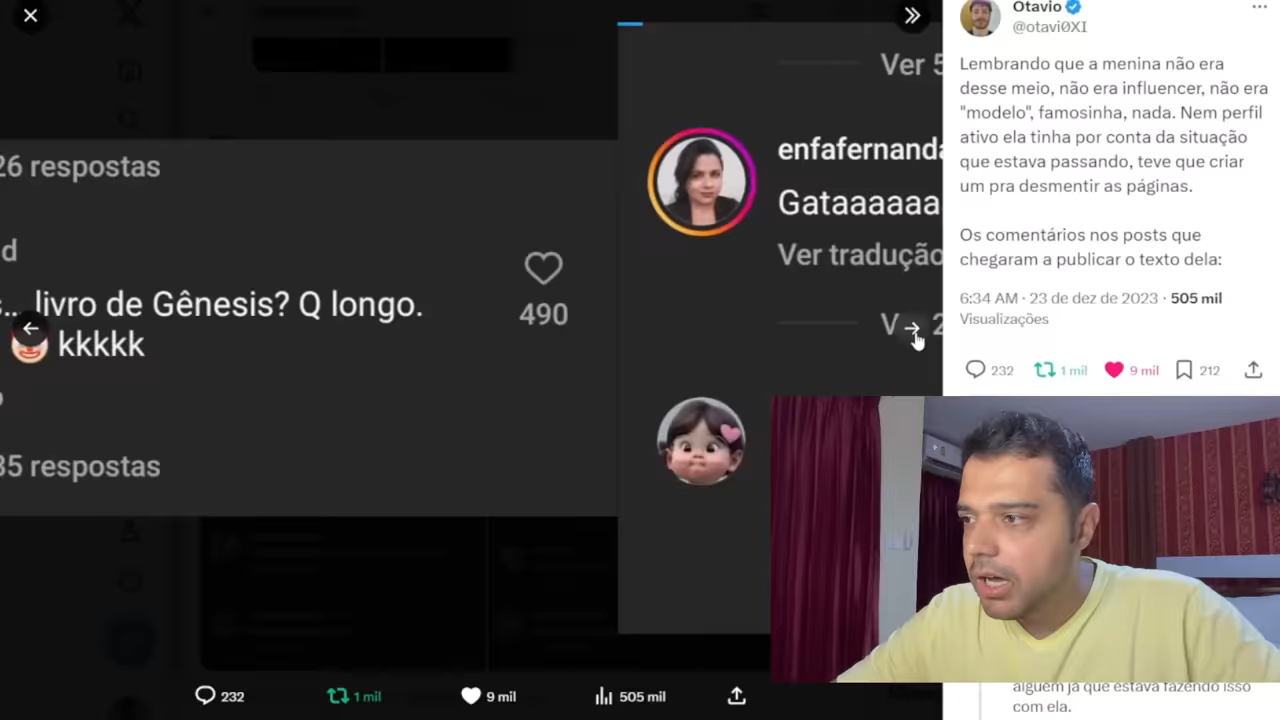 26 respostas
d
livro de Gênesis? Q longo.
kkkkk
490
35 respostas
Ver 5
enfafernanda
Gataaaaaa
Ver tradução
V
2
Otavio
@otavi0XI
Lembrando que a menina não era
desse meio, não era influencer, não era
"modelo", famosinha, nada. Nem perfil
ativo ela tinha por conta da situação
que estava passando, teve que criar
um pra desmentir as páginas.
Os comentários nos posts que
chegaram a publicar o texto dela:
6:34 AM · 23 de dez de 2023 · 505 mil
Visualizações
232 1 mil 9 mil 212
alguém já que estava fazendo isso
com ela.
232 1 mil 9 mil 505 mil